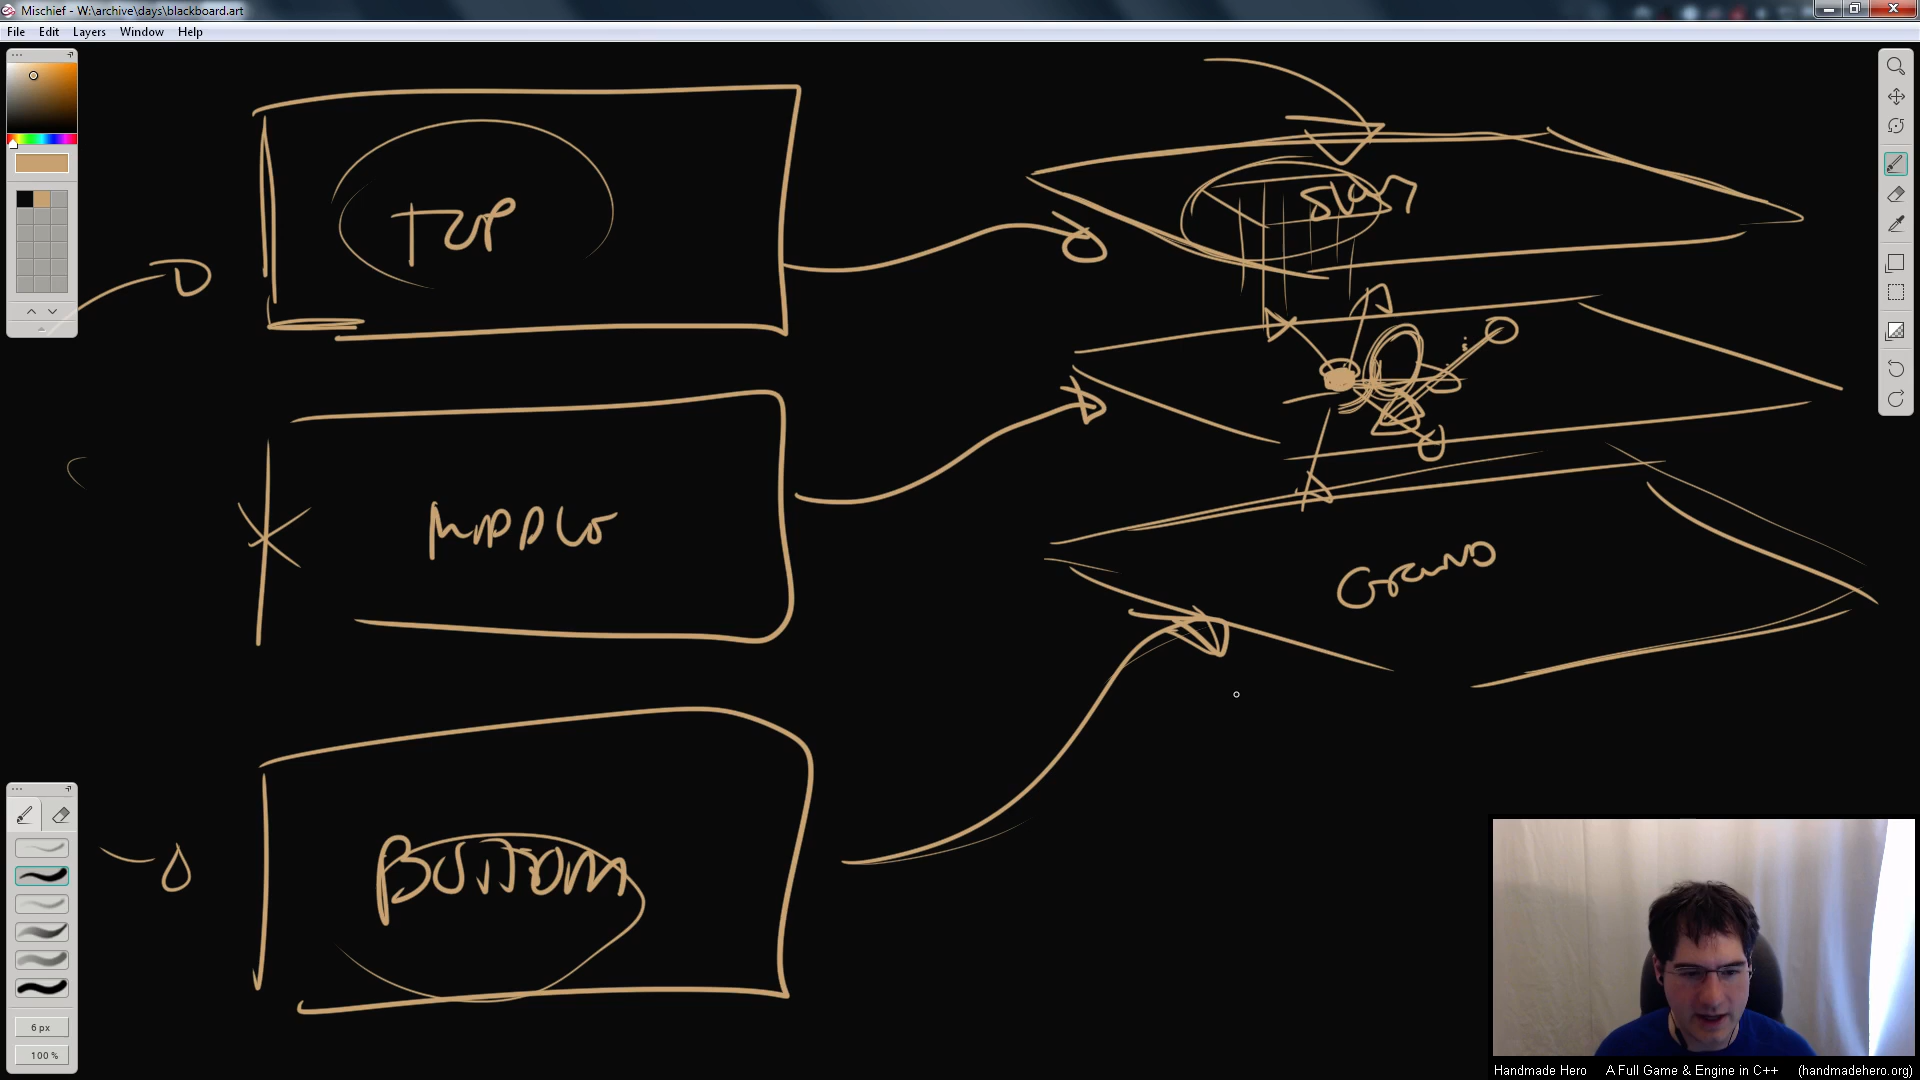 Mischief - W:\archive\days\blackboard.art
File Edit Layers Window Help
TOP
SKY
MIDDLE
GROUND
BOTTOM
6 px
100 %
Handmade Hero A Full Game & Engine in C++ (handmadehero.org)